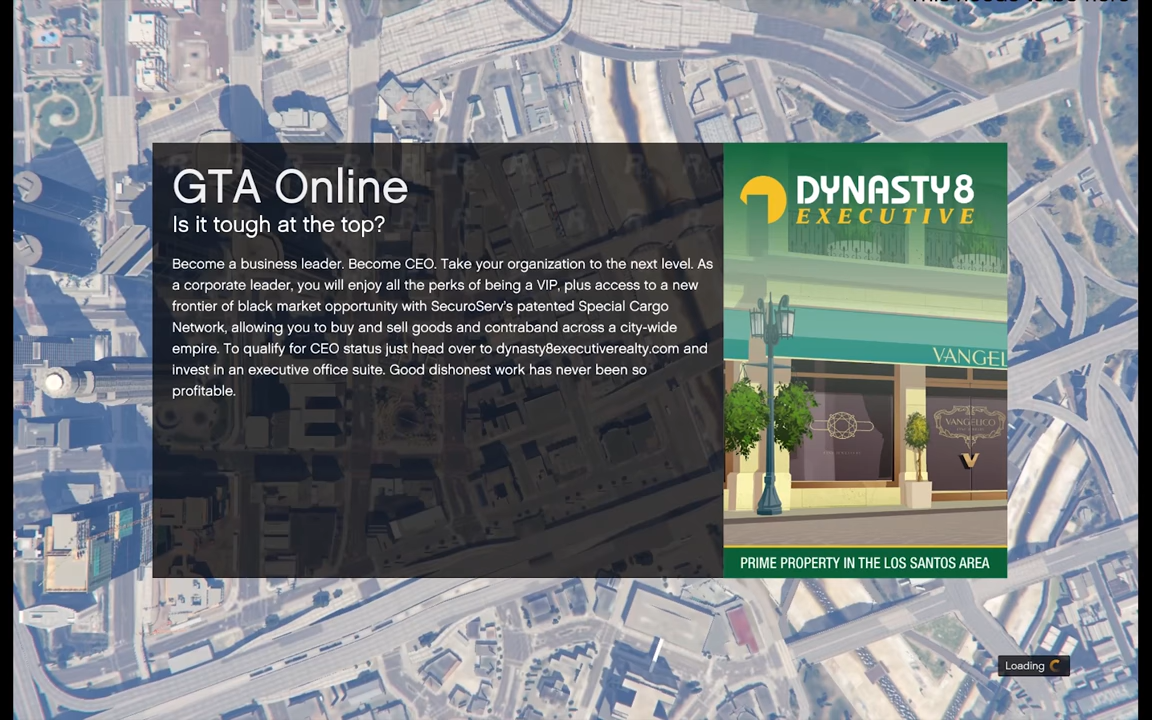 GTA Online
Is it tough at the top?
Become a business leader. Become CEO. Take your organization to the next level. As
a corporate leader, you will enjoy all the perks of being a VIP, plus access to a new
frontier of black market opportunity with SecuroServ's patented Special Cargo
Network, allowing you to buy and sell goods and contraband across a city-wide
empire. To qualify for CEO status just head over to dynasty8executiverealty.com and
invest in an executive office suite. Good dishonest work has never been so
profitable.
DYNASTY 8
EXECUTIVE
VANGEL
VANGELICO
V
PRIME PROPERTY IN THE LOS SANTOS AREA
Loading